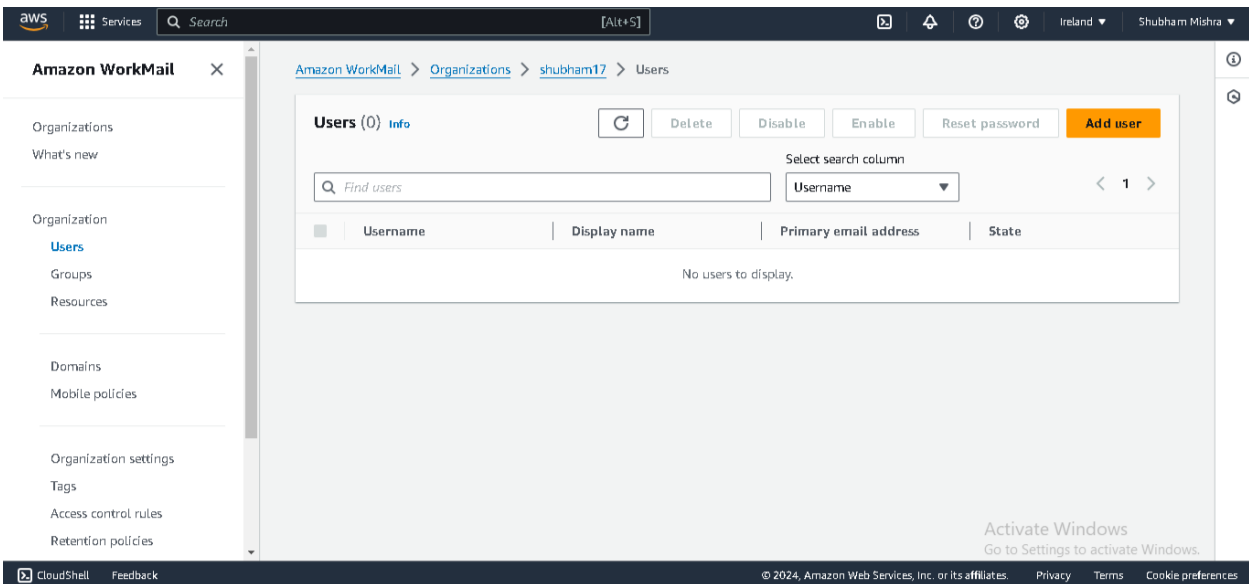 aws Services Search [Alt+S] Ireland Shubham Mishra
Amazon WorkMail
Organizations
What's new
Organization
Users
Groups
Resources
Domains
Mobile policies
Organization settings
Tags
Access control rules
Retention policies
Amazon WorkMail > Organizations > shubham17 > Users
Users (0) Info
Delete Disable Enable Reset password Add user
Select search column
Find users Username < 1 >
Username Display name Primary email address State
No users to display.
Activate Windows
Go to Settings to activate Windows.
CloudShell Feedback © 2024, Amazon Web Services, Inc. or its affiliates. Privacy Terms Cookie preferences